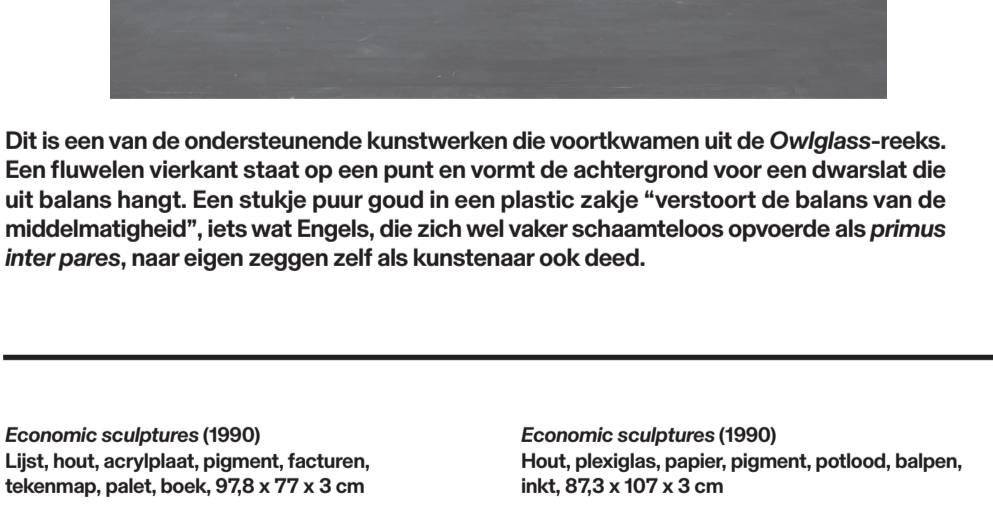 Dit is een van de ondersteunende kunstwerken die voortkwamen uit de Owlglass-reeks.
Een fluwelen vierkant staat op een punt en vormt de achtergrond voor een dwarslat die
uit balans hangt. Een stukje puur goud in een plastic zakje “verstoort de balans van de
middelmatigheid”, iets wat Engels, die zich wel vaker schaamteloos opvoerde als primus
inter pares, naar eigen zeggen zelf als kunstenaar ook deed.
Economic sculptures (1990)
Lijst, hout, acrylplaat, pigment, facturen,
tekenmap, palet, boek, 97,8 x 77 x 3 cm
Economic sculptures (1990)
Hout, plexiglas, papier, pigment, potlood, balpen,
inkt, 87,3 x 107 x 3 cm